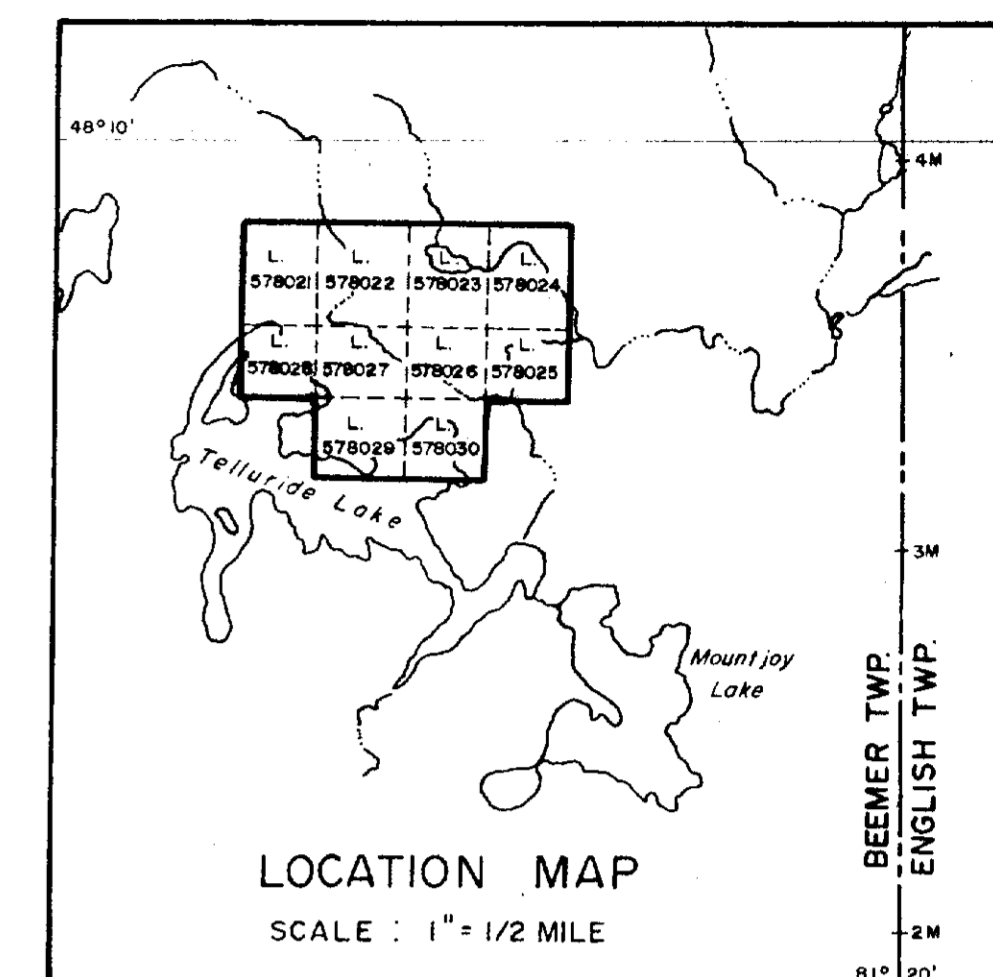 48° 10'
4M
L. L. L. L.
578021 578022 578023 578024
L. L. L. L.
578028 578027 578026 578025
L. L.
578029 578030
Telluride Lake
3M
Mountjoy
Lake
BEEMER TWP.
ENGLISH TWP.
LOCATION MAP
SCALE : 1" = 1/2 MILE
2M
81° 20'